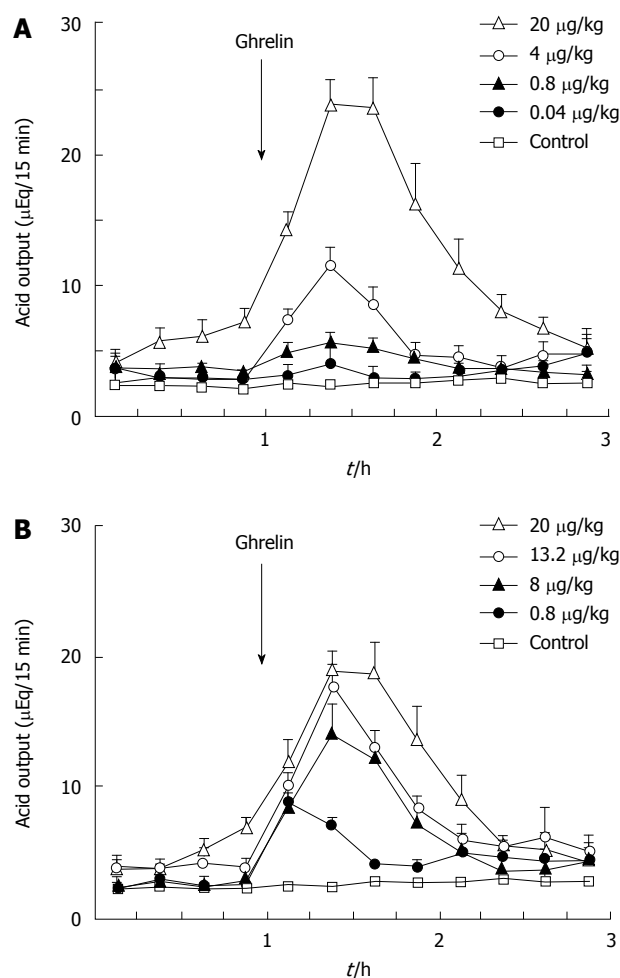 A
30
20
10
0
Acid output (μEq/15 min)
Ghrelin
20 μg/kg
4 μg/kg
0.8 μg/kg
0.04 μg/kg
Control
1
2
3
t/h
B
30
20
10
0
Acid output (μEq/15 min)
Ghrelin
20 μg/kg
13.2 μg/kg
8 μg/kg
0.8 μg/kg
Control
1
2
3
t/h